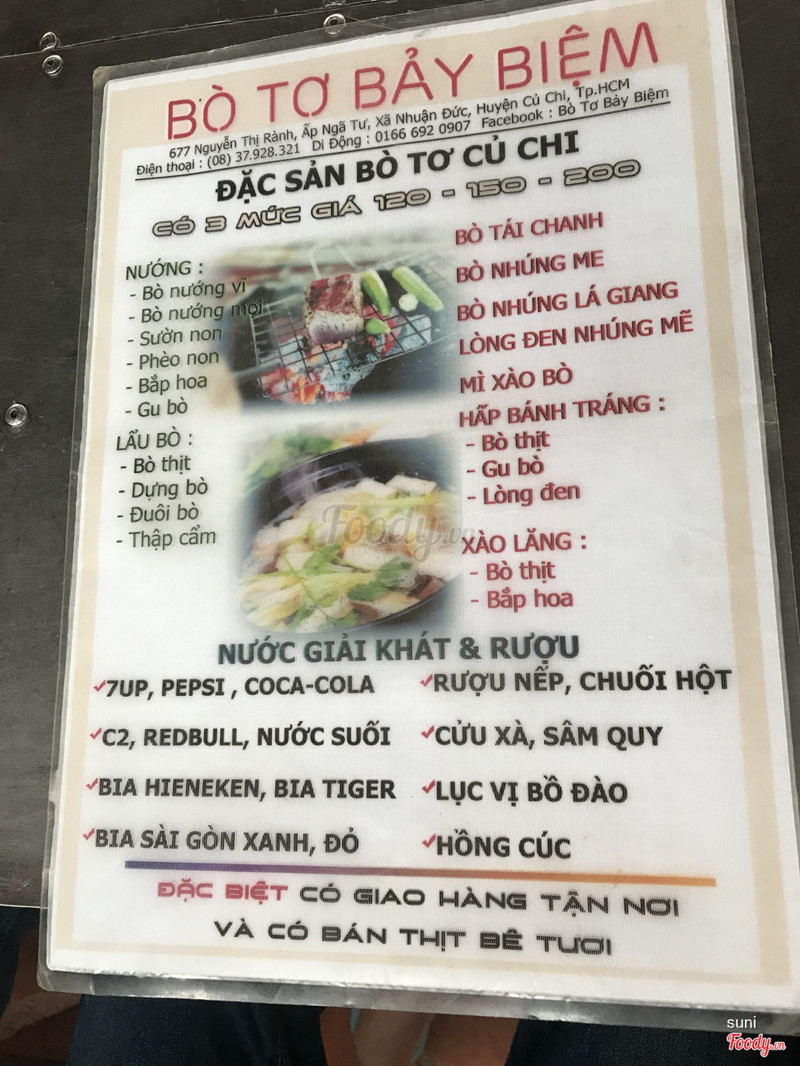 BÒ TƠ BẢY BIỆM
677 Nguyễn Thị Rành, Ấp Ngã Tư, Xã Nhuận Đức, Huyện Củ Chi, Tp.HCM
Điện thoại : (08) 37.928.321 Di Động : 0166 692 0907 Facebook : Bò Tơ Bảy Biệm
ĐẶC SẢN BÒ TƠ CỦ CHI
CÓ 3 MỨC GIÁ 120 - 150 - 200
NƯỚNG :
- Bò nướng vĩ
- Bò nướng mọi
- Sườn non
- Phèo non
- Bắp hoa
- Gu bò
LẨU BÒ :
- Bò thịt
- Dựng bò
- Đuôi bò
- Thập cẩm
BÒ TÁI CHANH
BÒ NHÚNG ME
BÒ NHÚNG LÁ GIANG
LÒNG ĐEN NHÚNG MẼ
MÌ XÀO BÒ
HẤP BÁNH TRÁNG :
- Bò thịt
- Gu bò
- Lòng đen
XÀO LĂNG :
- Bò thịt
- Bắp hoa
Foody.vn
NƯỚC GIẢI KHÁT & RƯỢU
7UP, PEPSI , COCA-COLA
C2, REDBULL, NƯỚC SUỐI
BIA HIENEKEN, BIA TIGER
BIA SÀI GÒN XANH, ĐỎ
RƯỢU NẾP, CHUỐI HỘT
CỬU XÀ, SÂM QUY
LỤC VỊ BỒ ĐÀO
HỒNG CÚC
ĐẶC BIỆT CÓ GIAO HÀNG TẬN NƠI
VÀ CÓ BÁN THỊT BÊ TƯƠI
suni
Foody.vn